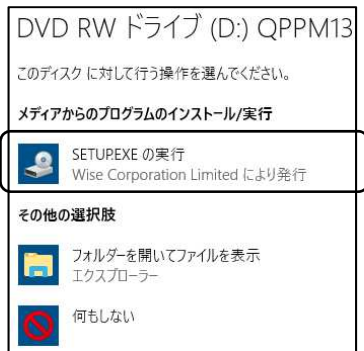 DVD RW ドライブ (D:) QPPM13
このディスク に対して行う操作を選んでください。
メディアからのプログラムのインストール/実行
SETUP.EXE の実行
Wise Corporation Limited により発行
その他の選択肢
フォルダーを開いてファイルを表示
エクスプローラー
何もしない